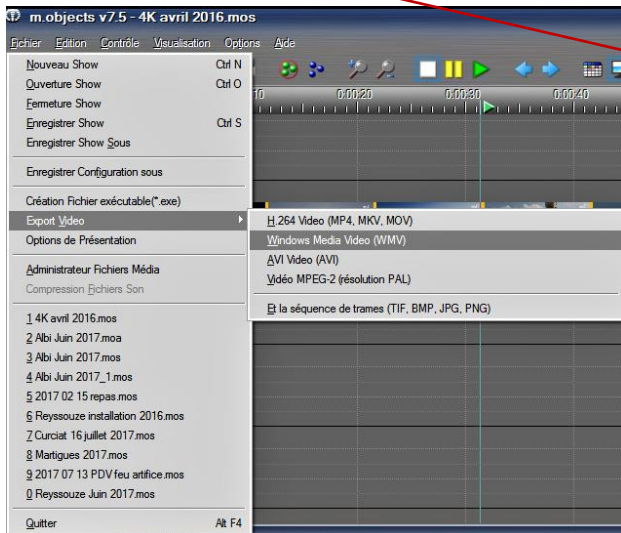 m.objects v7.5 - 4K avril 2016.mos
Fichier Edition Contrôle Visualisation Options Aide
Nouveau Show Ctrl N
Ouverture Show Ctrl O
Fermeture Show
Enregistrer Show Ctrl S
Enregistrer Show Sous
Enregistrer Configuration sous
Création Fichier exécutable(*.exe)
Export Video
Options de Présentation
Administrateur Fichiers Média
Compression Fichiers Son
1 4K avril 2016.mos
2 Albi Juin 2017.moa
3 Albi Juin 2017.mos
4 Albi Juin 2017_1.mos
5 2017 02 15 repas.mos
6 Reyssouze installation 2016.mos
7 Curciat 16 juillet 2017.mos
8 Martigues 2017.mos
9 2017 07 13 PDV feu artifice.mos
0 Reyssouze Juin 2017.mos
Quitter Alt F4
0:00:20 0:00:30 0:00:40
H.264 Video (MP4, MKV, MOV)
Windows Media Video (WMV)
AVI Video (AVI)
Vidéo MPEG-2 (résolution PAL)
Et la séquence de trames (TIF, BMP, JPG, PNG)